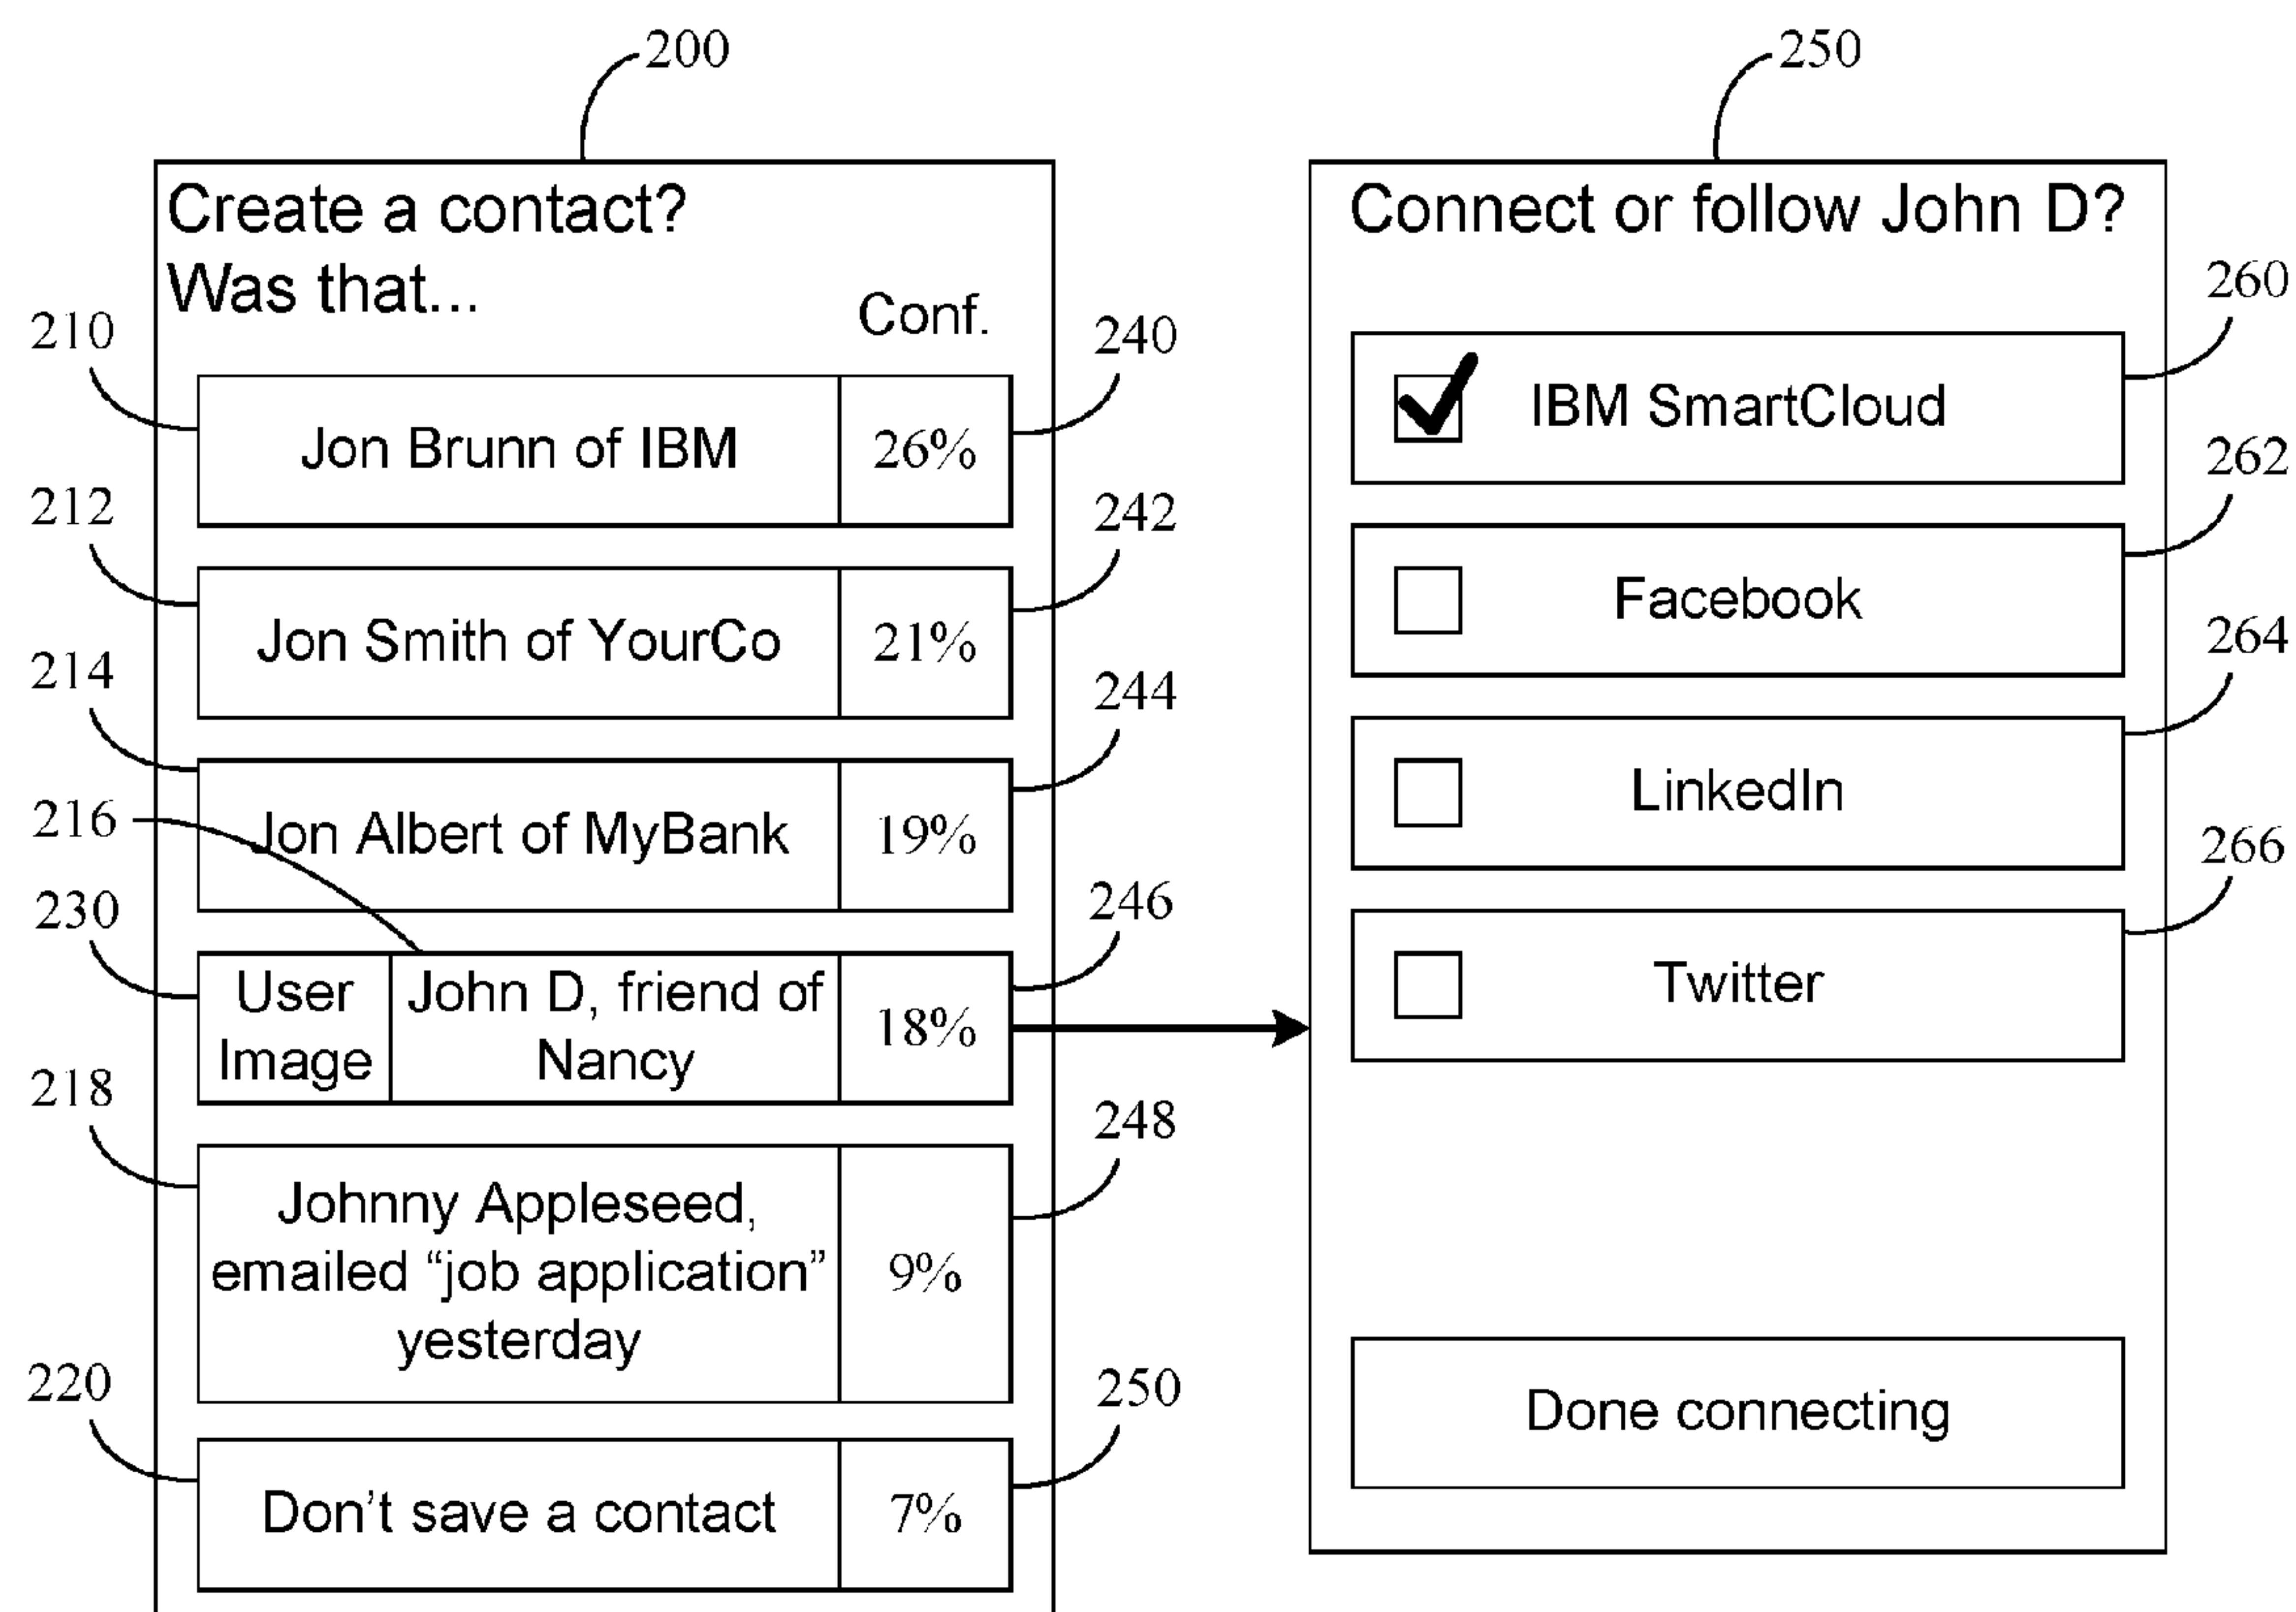 200
Create a contact?
Was that...
Conf.
210
Jon Brunn of IBM
26%
240
212
Jon Smith of YourCo
21%
242
214
Jon Albert of MyBank
19%
244
216
230
User
Image
John D, friend of
Nancy
18%
246
218
Johnny Appleseed,
emailed “job application”
yesterday
9%
248
220
Don’t save a contact
7%
250
250
Connect or follow John D?
IBM SmartCloud
260
Facebook
262
LinkedIn
264
Twitter
266
Done connecting